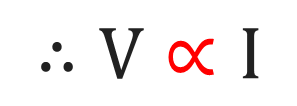 ∴ V ∝ I